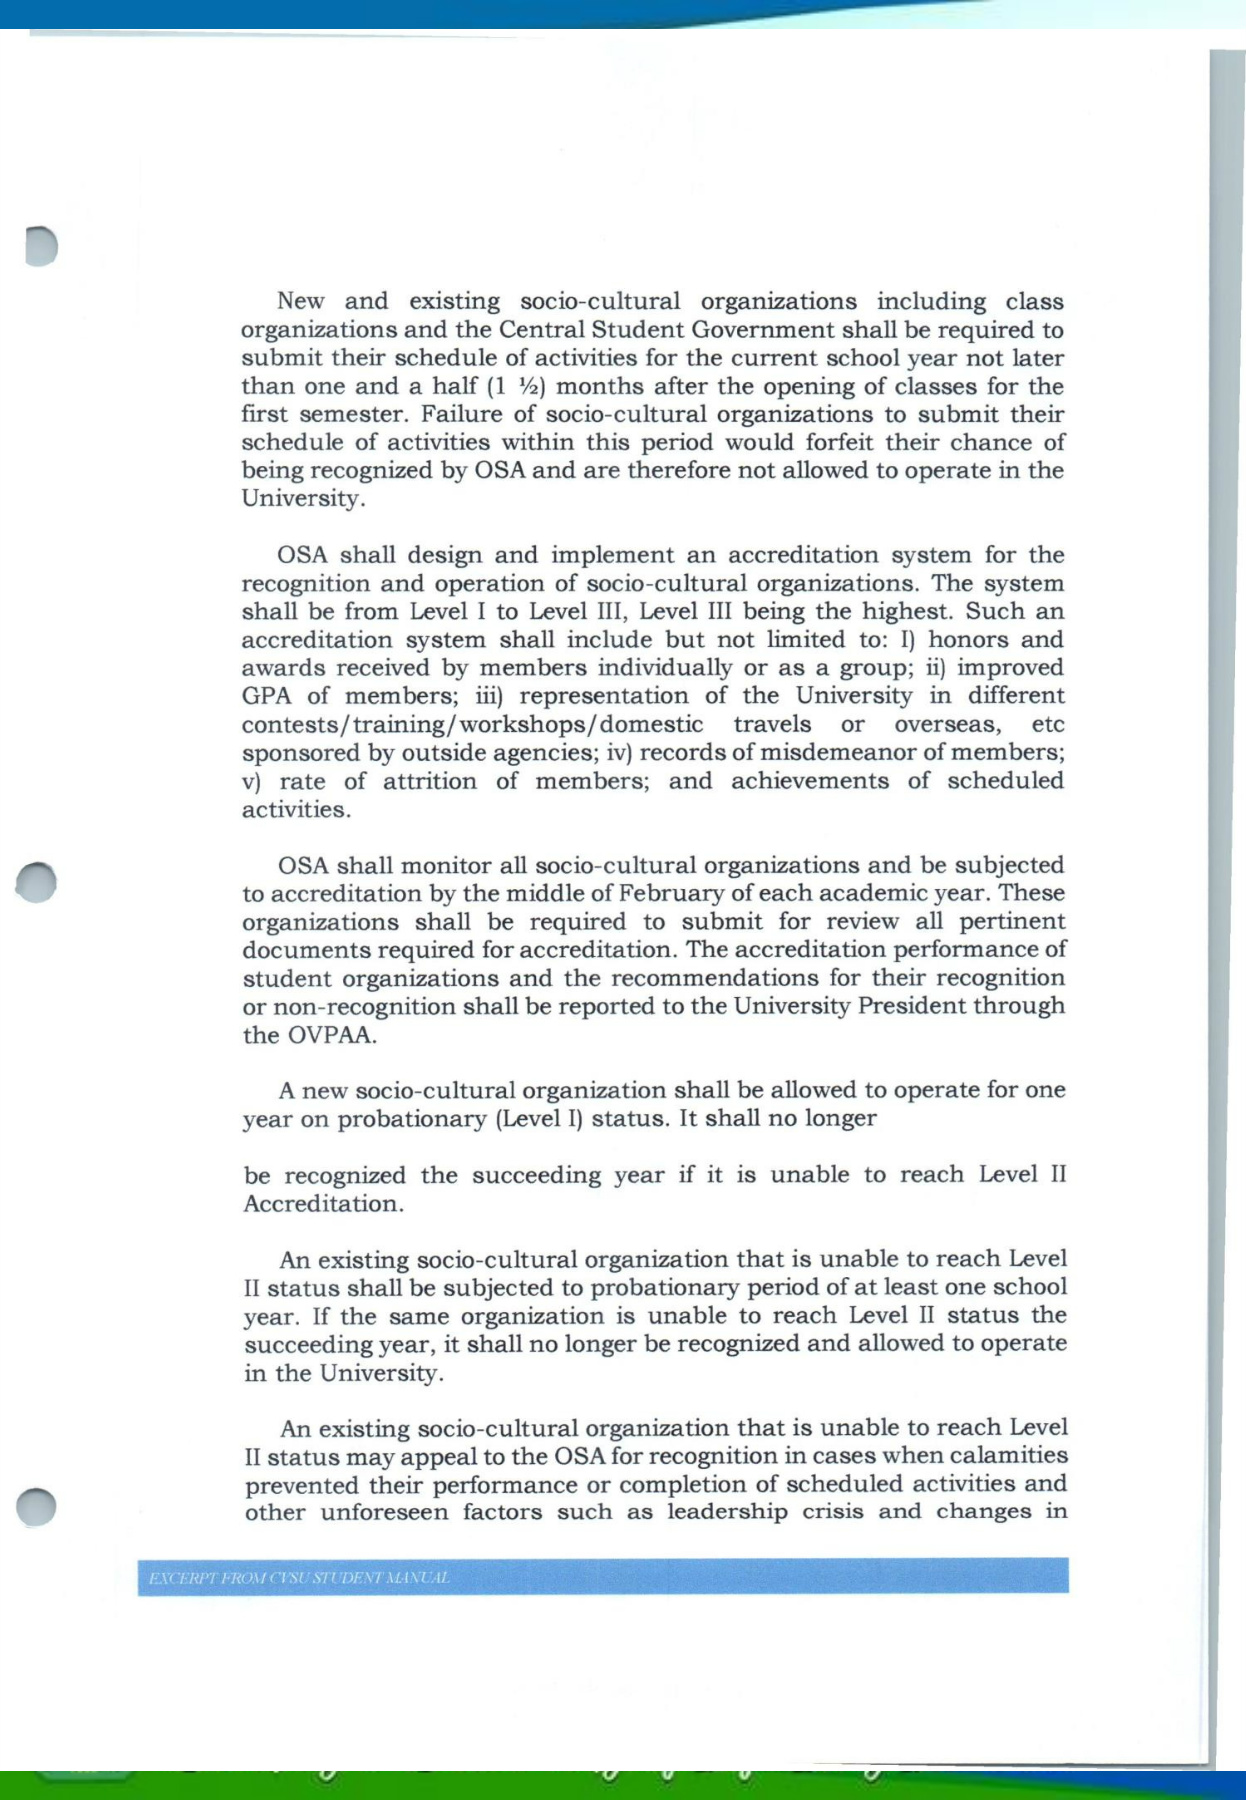 New and existing socio-cultural organizations including class
organizations and the Central Student Government shall be required to
submit their schedule of activities for the current school year not later
than one and a half (1 ½) months after the opening of classes for the
first semester. Failure of socio-cultural organizations to submit their
schedule of activities within this period would forfeit their chance of
being recognized by OSA and are therefore not allowed to operate in the
University.
OSA shall design and implement an accreditation system for the
recognition and operation of socio-cultural organizations. The system
shall be from Level I to Level III, Level III being the highest. Such an
accreditation system shall include but not limited to: I) honors and
awards received by members individually or as a group; ii) improved
GPA of members; iii) representation of the University in different
contests/training/workshops/domestic travels or overseas, etc
sponsored by outside agencies; iv) records of misdemeanor of members;
v) rate of attrition of members; and achievements of scheduled
activities.
OSA shall monitor all socio-cultural organizations and be subjected
to accreditation by the middle of February of each academic year. These
organizations shall be required to submit for review all pertinent
documents required for accreditation. The accreditation performance of
student organizations and the recommendations for their recognition
or non-recognition shall be reported to the University President through
the OVPAA.
A new socio-cultural organization shall be allowed to operate for one
year on probationary (Level I) status. It shall no longer
be recognized the succeeding year if it is unable to reach Level II
Accreditation.
An existing socio-cultural organization that is unable to reach Level
II status shall be subjected to probationary period of at least one school
year. If the same organization is unable to reach Level II status the
succeeding year, it shall no longer be recognized and allowed to operate
in the University.
An existing socio-cultural organization that is unable to reach Level
II status may appeal to the OSA for recognition in cases when calamities
prevented their performance or completion of scheduled activities and
other unforeseen factors such as leadership crisis and changes in
EXCERPT FROM CVSU STUDENT MANUAL